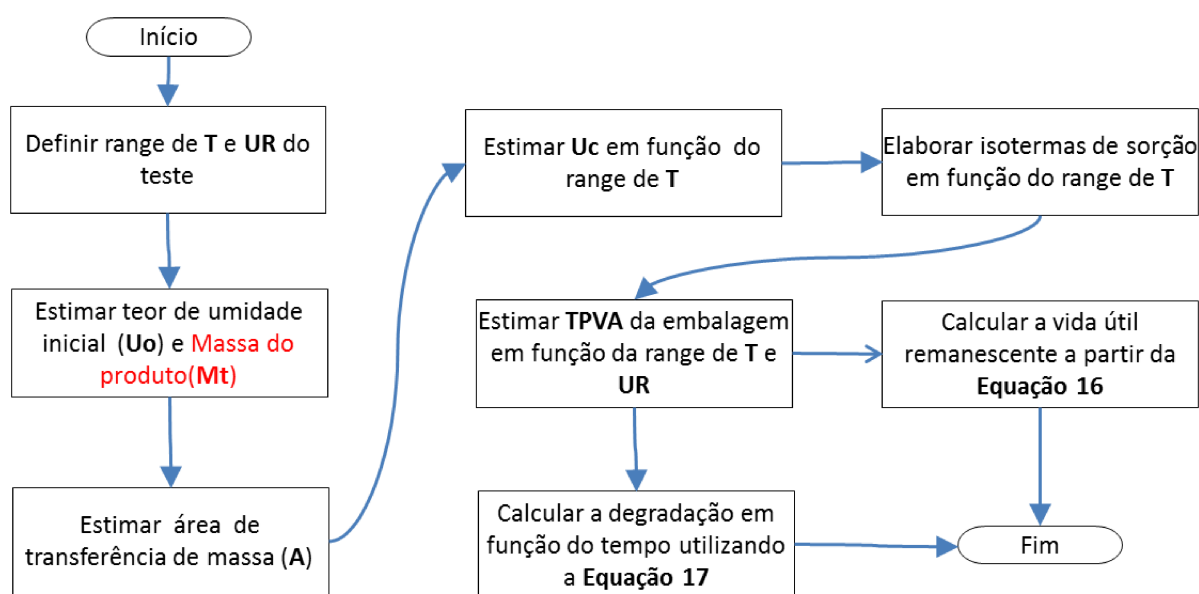 Início
Definir range de T e UR do
teste
Estimar teor de umidade
inicial (Uo) e Massa do
produto(Mt)
Estimar área de
transferência de massa (A)
Estimar Uc em função do
range de T
Elaborar isotermas de sorção
em função do range de T
Estimar TPVA da embalagem
em função da range de T e
UR
Calcular a vida útil
remanescente a partir da
Equação 16
Calcular a degradação em
função do tempo utilizando
a Equação 17
Fim